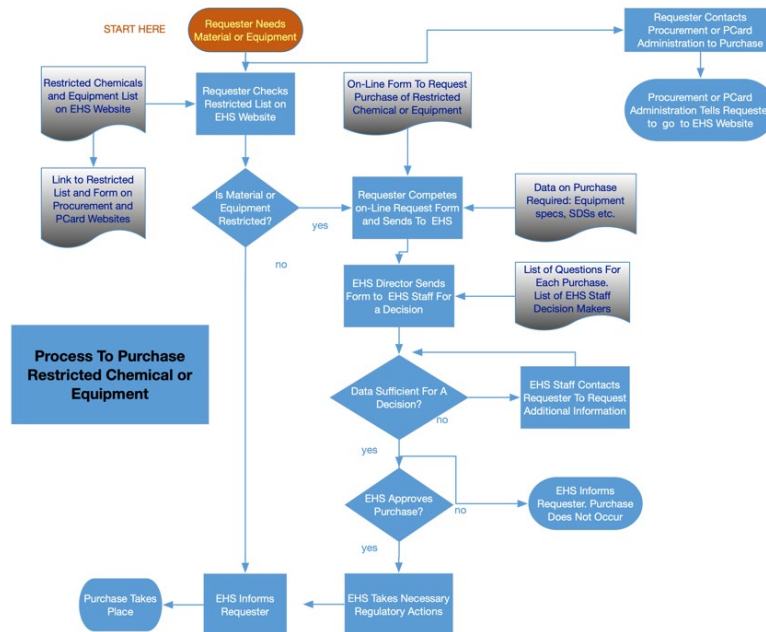 START HERE
Requester Needs
Material or Equipment
Requester Contacts
Procurement or PCard
Administration to Purchase
Restricted Chemicals
and Equipment List
on EHS Website
Requester Checks
Restricted List on
EHS Website
On-Line Form To Request
Purchase of Restricted
Chemical or Equipment
Procurement or PCard
Administration Tells Requester
to go to EHS Website
Link to Restricted
List and Form on
Procurement and
PCard Websites
Is Material or
Equipment
Restricted?
yes
no
Requester Competes
on-Line Request Form
and Sends To EHS
Data on Purchase
Required: Equipment
specs, SDSs etc.
EHS Director Sends
Form to EHS Staff For
a Decision
List of Questions For
Each Purchase.
List of EHS Staff
Decision Makers
Process To Purchase
Restricted Chemical or
Equipment
Data Sufficient For A
Decision?
no
yes
EHS Staff Contacts
Requester To Request
Additional Information
EHS Approves
Purchase?
no
yes
EHS Informs
Requester. Purchase
Does Not Occur
Purchase Takes
Place
EHS Informs
Requester
EHS Takes Necessary
Regulatory Actions